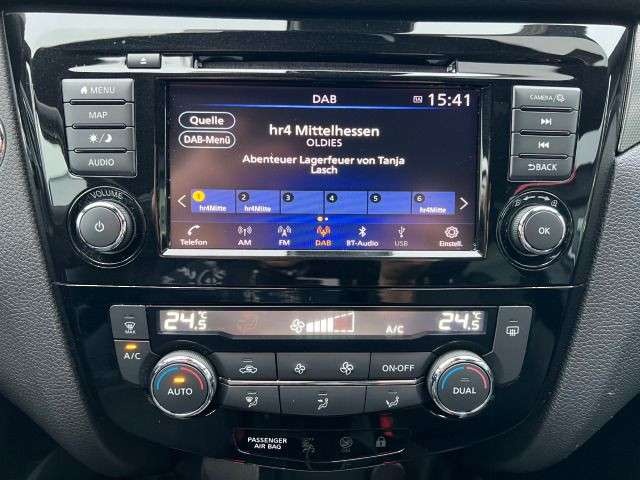 MENU
MAP
AUDIO
VOLUME
DAB
TA
15:41
Quelle
DAB-Menü
hr4 Mittelhessen
OLDIES
Abenteuer Lagerfeuer von Tanja
Lasch
1 2 3 4 5 6
hr4Mitte hr4Mitte hr4Mitte
Telefon AM FM DAB BT-Audio USB Einstell.
CAMERA/
BACK
OK
24.5°C
A/C
24.5°C
MAX
A/C
AUTO
ON-OFF
DUAL
PASSENGER
AIR BAG